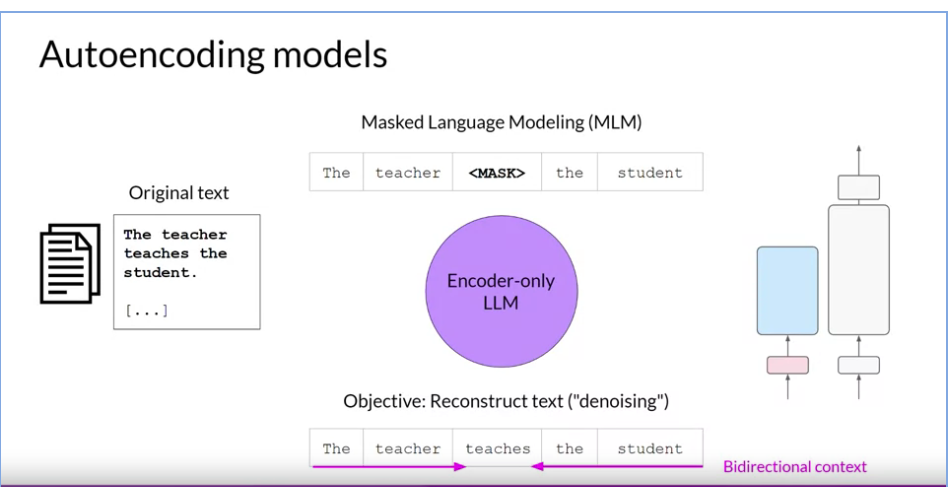 Autoencoding models
Masked Language Modeling (MLM)
The teacher <MASK> the student
Original text
The teacher
teaches the
student.
[...]
Encoder-only
LLM
Objective: Reconstruct text ("denoising")
The teacher teaches the student
Bidirectional context